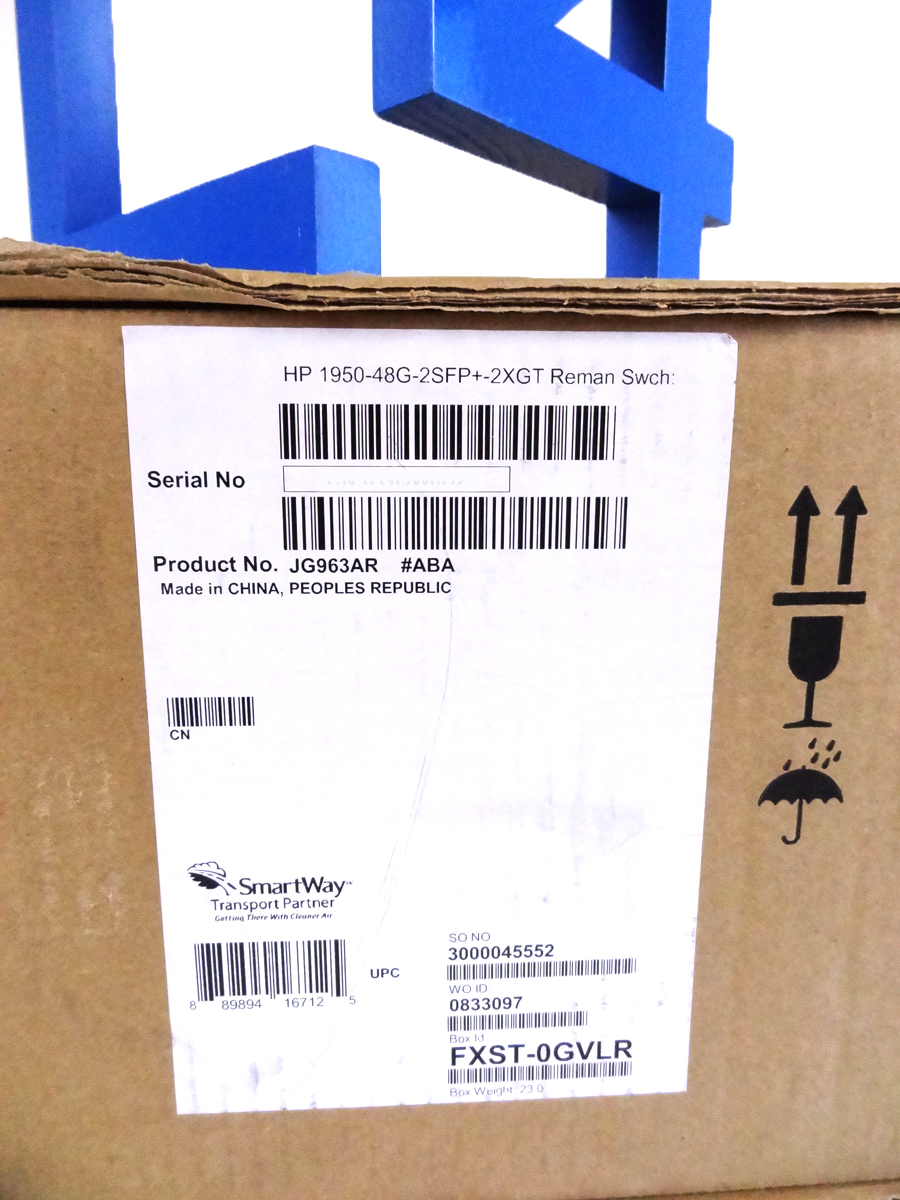 HP 1950-48G-2SFP+-2XGT Reman Swch:
Serial No
Product No. JG963AR #ABA
Made in CHINA, PEOPLES REPUBLIC
CN
SmartWay™
Transport Partner
Getting There With Cleaner Air
UPC
8 89894 16712 5
SO NO
3000045552
WO ID:
0833097
Box Id
FXST-0GVLR
Box Weight: 23.0